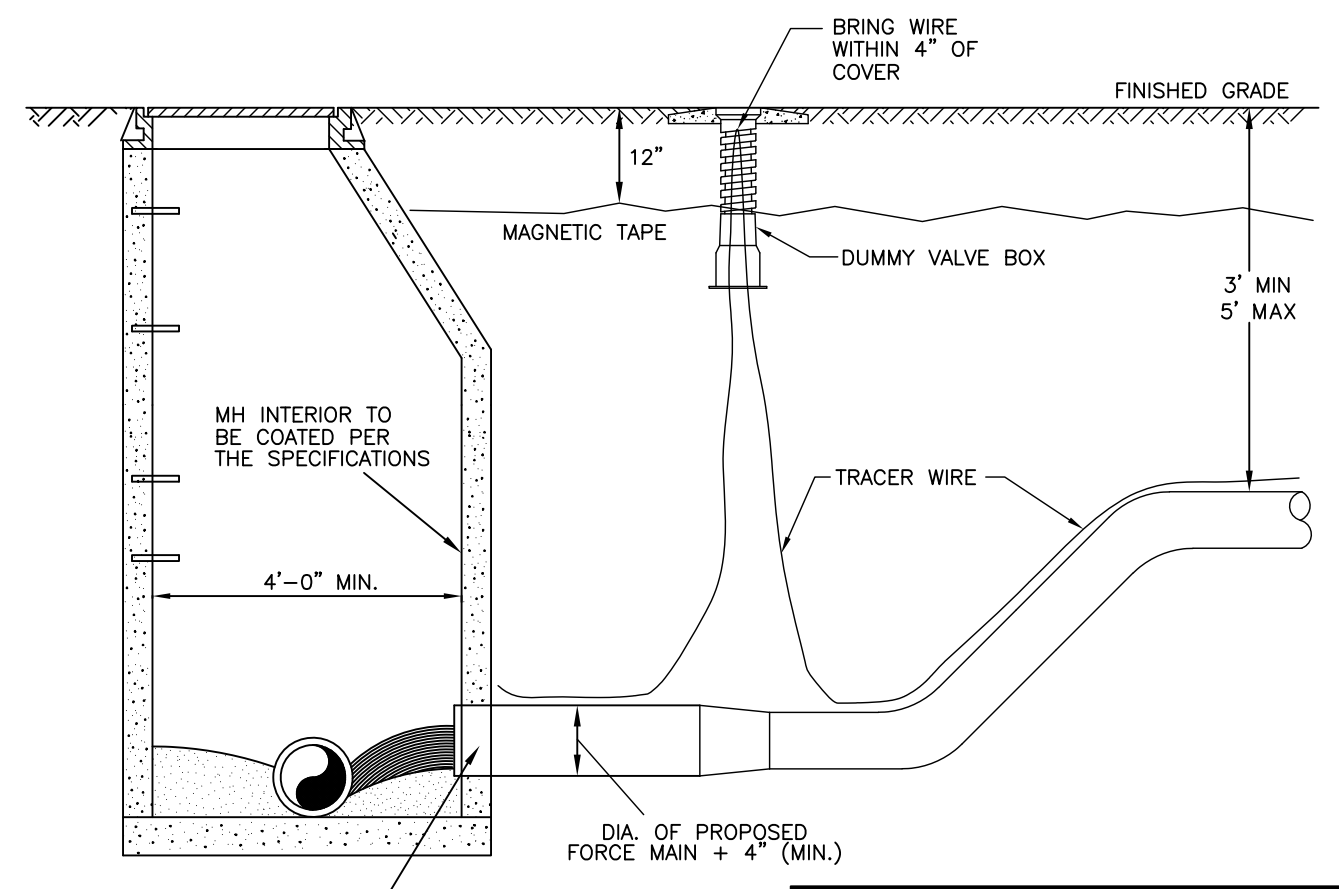 BRING WIRE
WITHIN 4" OF
COVER
FINISHED GRADE
12"
MAGNETIC TAPE
DUMMY VALVE BOX
3' MIN
5' MAX
MH INTERIOR TO
BE COATED PER
THE SPECIFICATIONS
TRACER WIRE
4'-0" MIN.
DIA. OF PROPOSED
FORCE MAIN + 4" (MIN.)